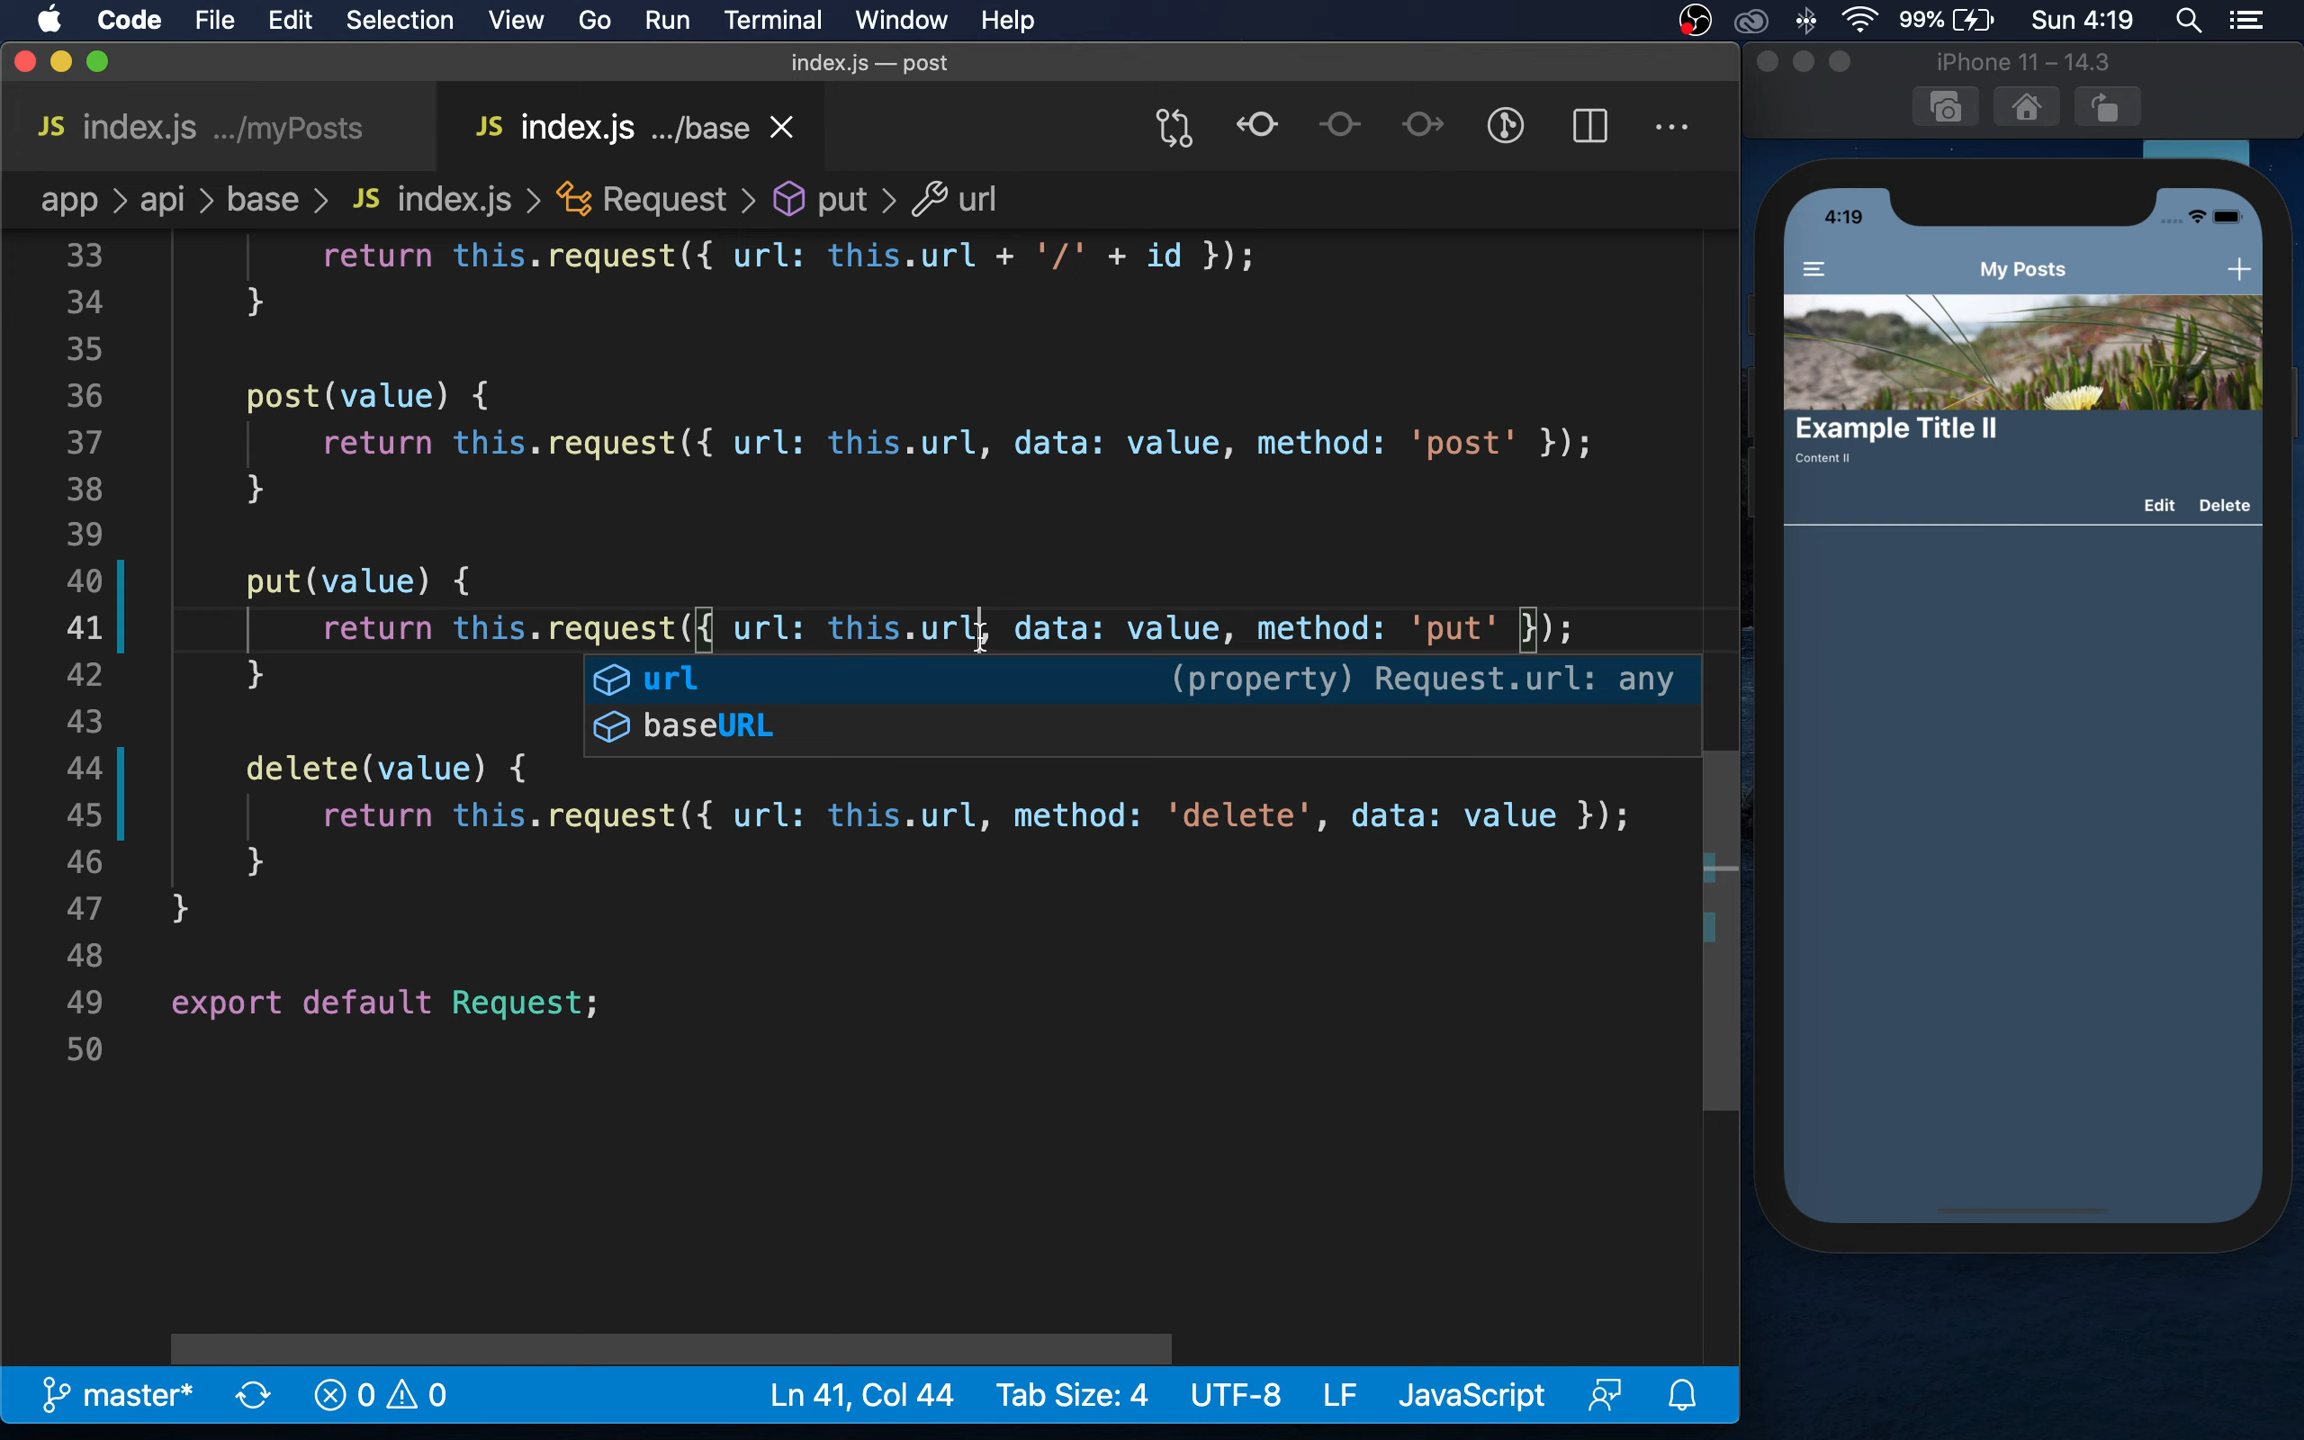 Code File Edit Selection View Go Run Terminal Window Help 99% Sun 4:19
index.js — post
JS index.js .../myPosts JS index.js .../base
app > api > base > JS index.js > Request > put > url
33 return this.request({ url: this.url + '/' + id });
34 }
35
36 post(value) {
37 return this.request({ url: this.url, data: value, method: 'post' });
38 }
39
40 put(value) {
41 return this.request({ url: this.url, data: value, method: 'put' });
42 }
url (property) Request.url: any
43
baseURL
44 delete(value) {
45 return this.request({ url: this.url, method: 'delete', data: value });
46 }
47 }
48
49 export default Request;
50
master* 0 0 Ln 41, Col 44 Tab Size: 4 UTF-8 LF JavaScript
iPhone 11 – 14.3
4:19
My Posts
Example Title II
Content II
Edit Delete